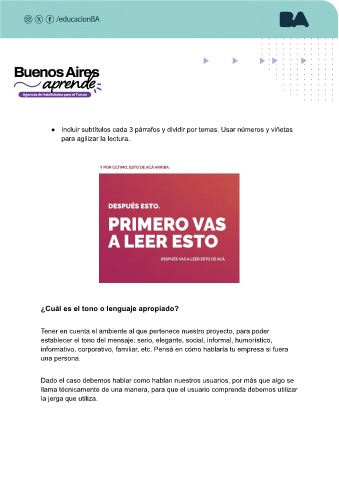 /educacionBA
BA
Buenos Aires
aprende
Agencia de Habilidades para el Futuro
● Incluir subtítulos cada 3 párrafos y dividir por temas. Usar números y viñetas
para agilizar la lectura.
Y POR ÚLTIMO, ESTO DE ACÁ ARRIBA.
DESPUÉS ESTO.
PRIMERO VAS
A LEER ESTO
DESPUÉS VAS A LEER ESTO DE ACÁ.
¿Cuál es el tono o lenguaje apropiado?
Tener en cuenta el ambiente al que pertenece nuestro proyecto, para poder
establecer el tono del mensaje: serio, elegante, social, informal, humorístico,
informativo, corporativo, familiar, etc. Pensá en cómo hablaría tu empresa si fuera
una persona.
Dado el caso debemos hablar como hablan nuestros usuarios, por más que algo se
llama técnicamente de una manera, para que el usuario comprenda debemos utilizar
la jerga que utiliza.